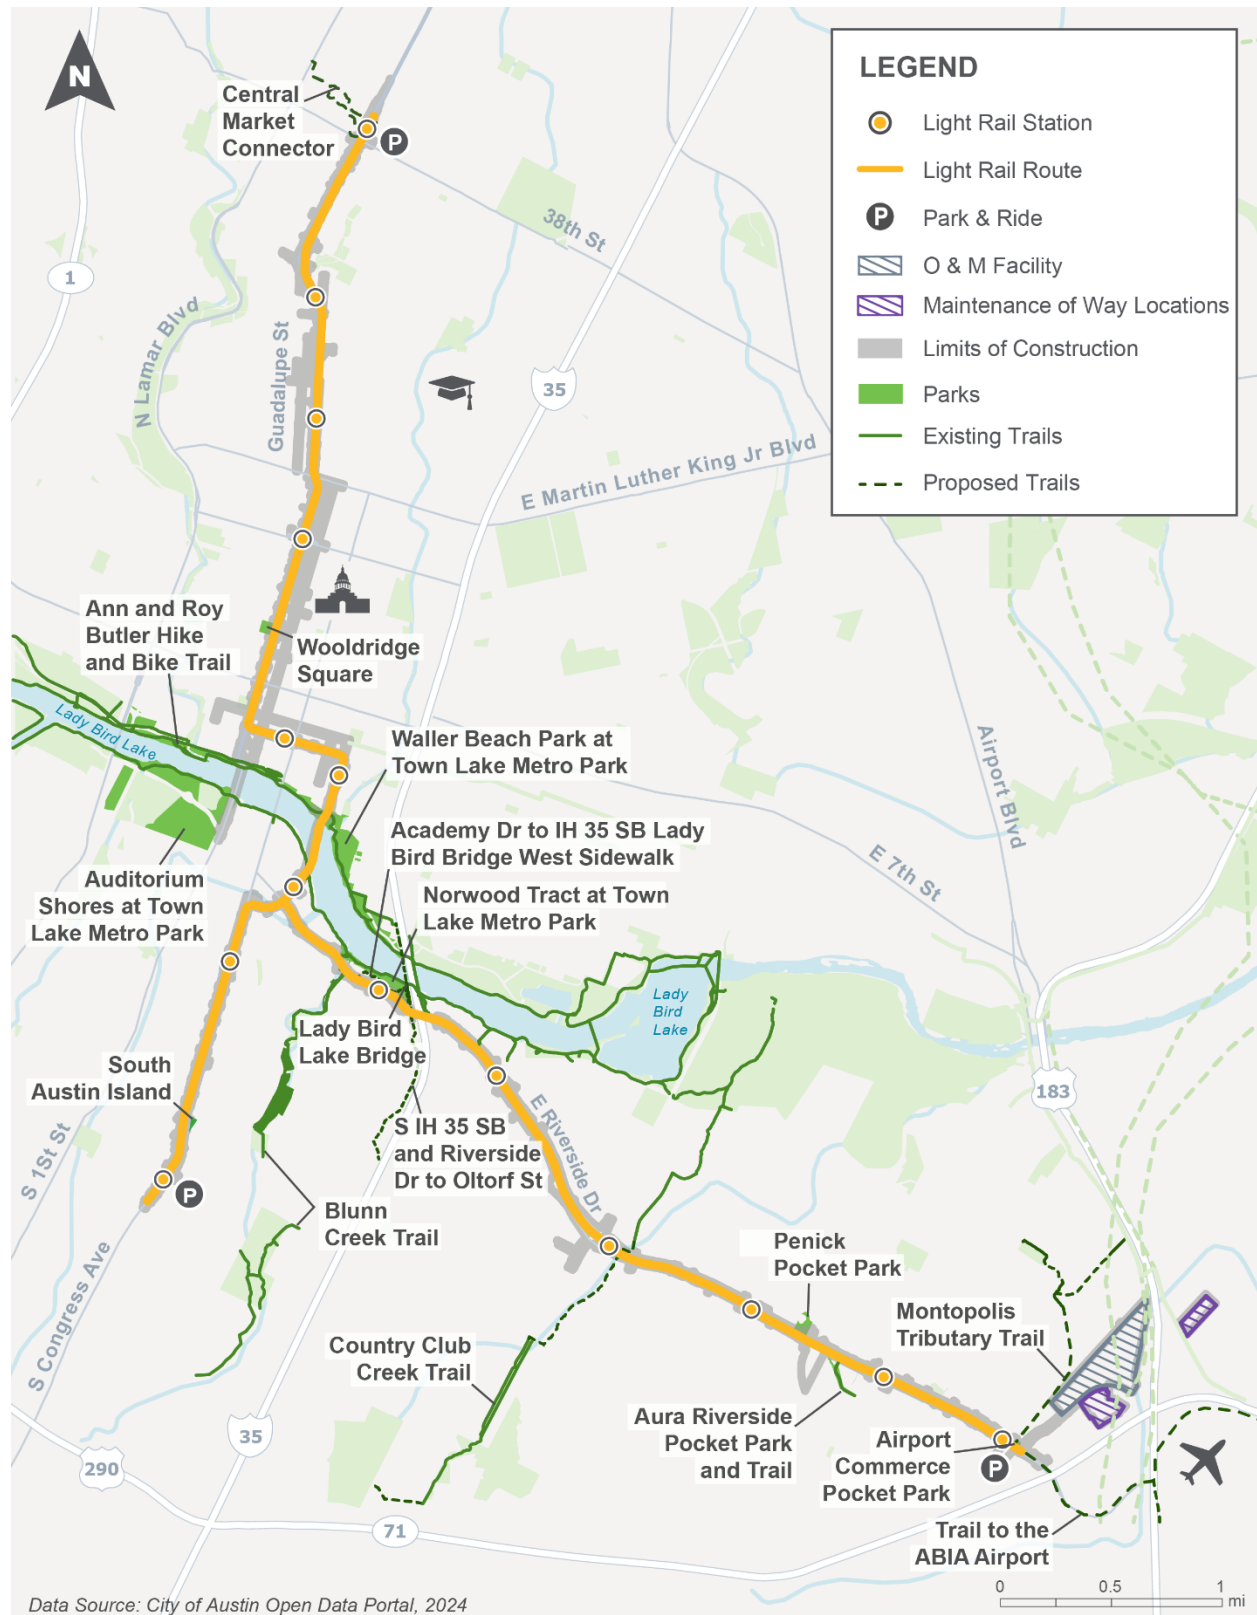 N
Central
Market
Connector
P
38th St
1
N Lamar Blvd
Guadalupe St
35
E Martin Luther King Jr Blvd
LEGEND
Light Rail Station
Light Rail Route
P
Park & Ride
O & M Facility
Maintenance of Way Locations
Limits of Construction
Parks
Existing Trails
Proposed Trails
Ann and Roy
Butler Hike
and Bike Trail
Wooldridge
Square
Lady Bird Lake
Waller Beach Park at
Town Lake Metro Park
Airport Blvd
Academy Dr to IH 35 SB Lady
Bird Bridge West Sidewalk
E 7th St
Auditorium
Shores at Town
Lake Metro Park
Norwood Tract at Town
Lake Metro Park
Lady
Bird
Lake
Lady Bird
Lake Bridge
South
Austin Island
183
S 1St St
S IH 35 SB
and Riverside
Dr to Oltorf St
E Riverside Dr
P
Blunn
Creek Trail
S Congress Ave
Penick
Pocket Park
Montopolis
Tributary Trail
Country Club
Creek Trail
Aura Riverside
Pocket Park
and Trail
Airport
Commerce
Pocket Park
P
35
290
71
Trail to the
ABIA Airport
0 0.5 1
mi
Data Source: City of Austin Open Data Portal, 2024